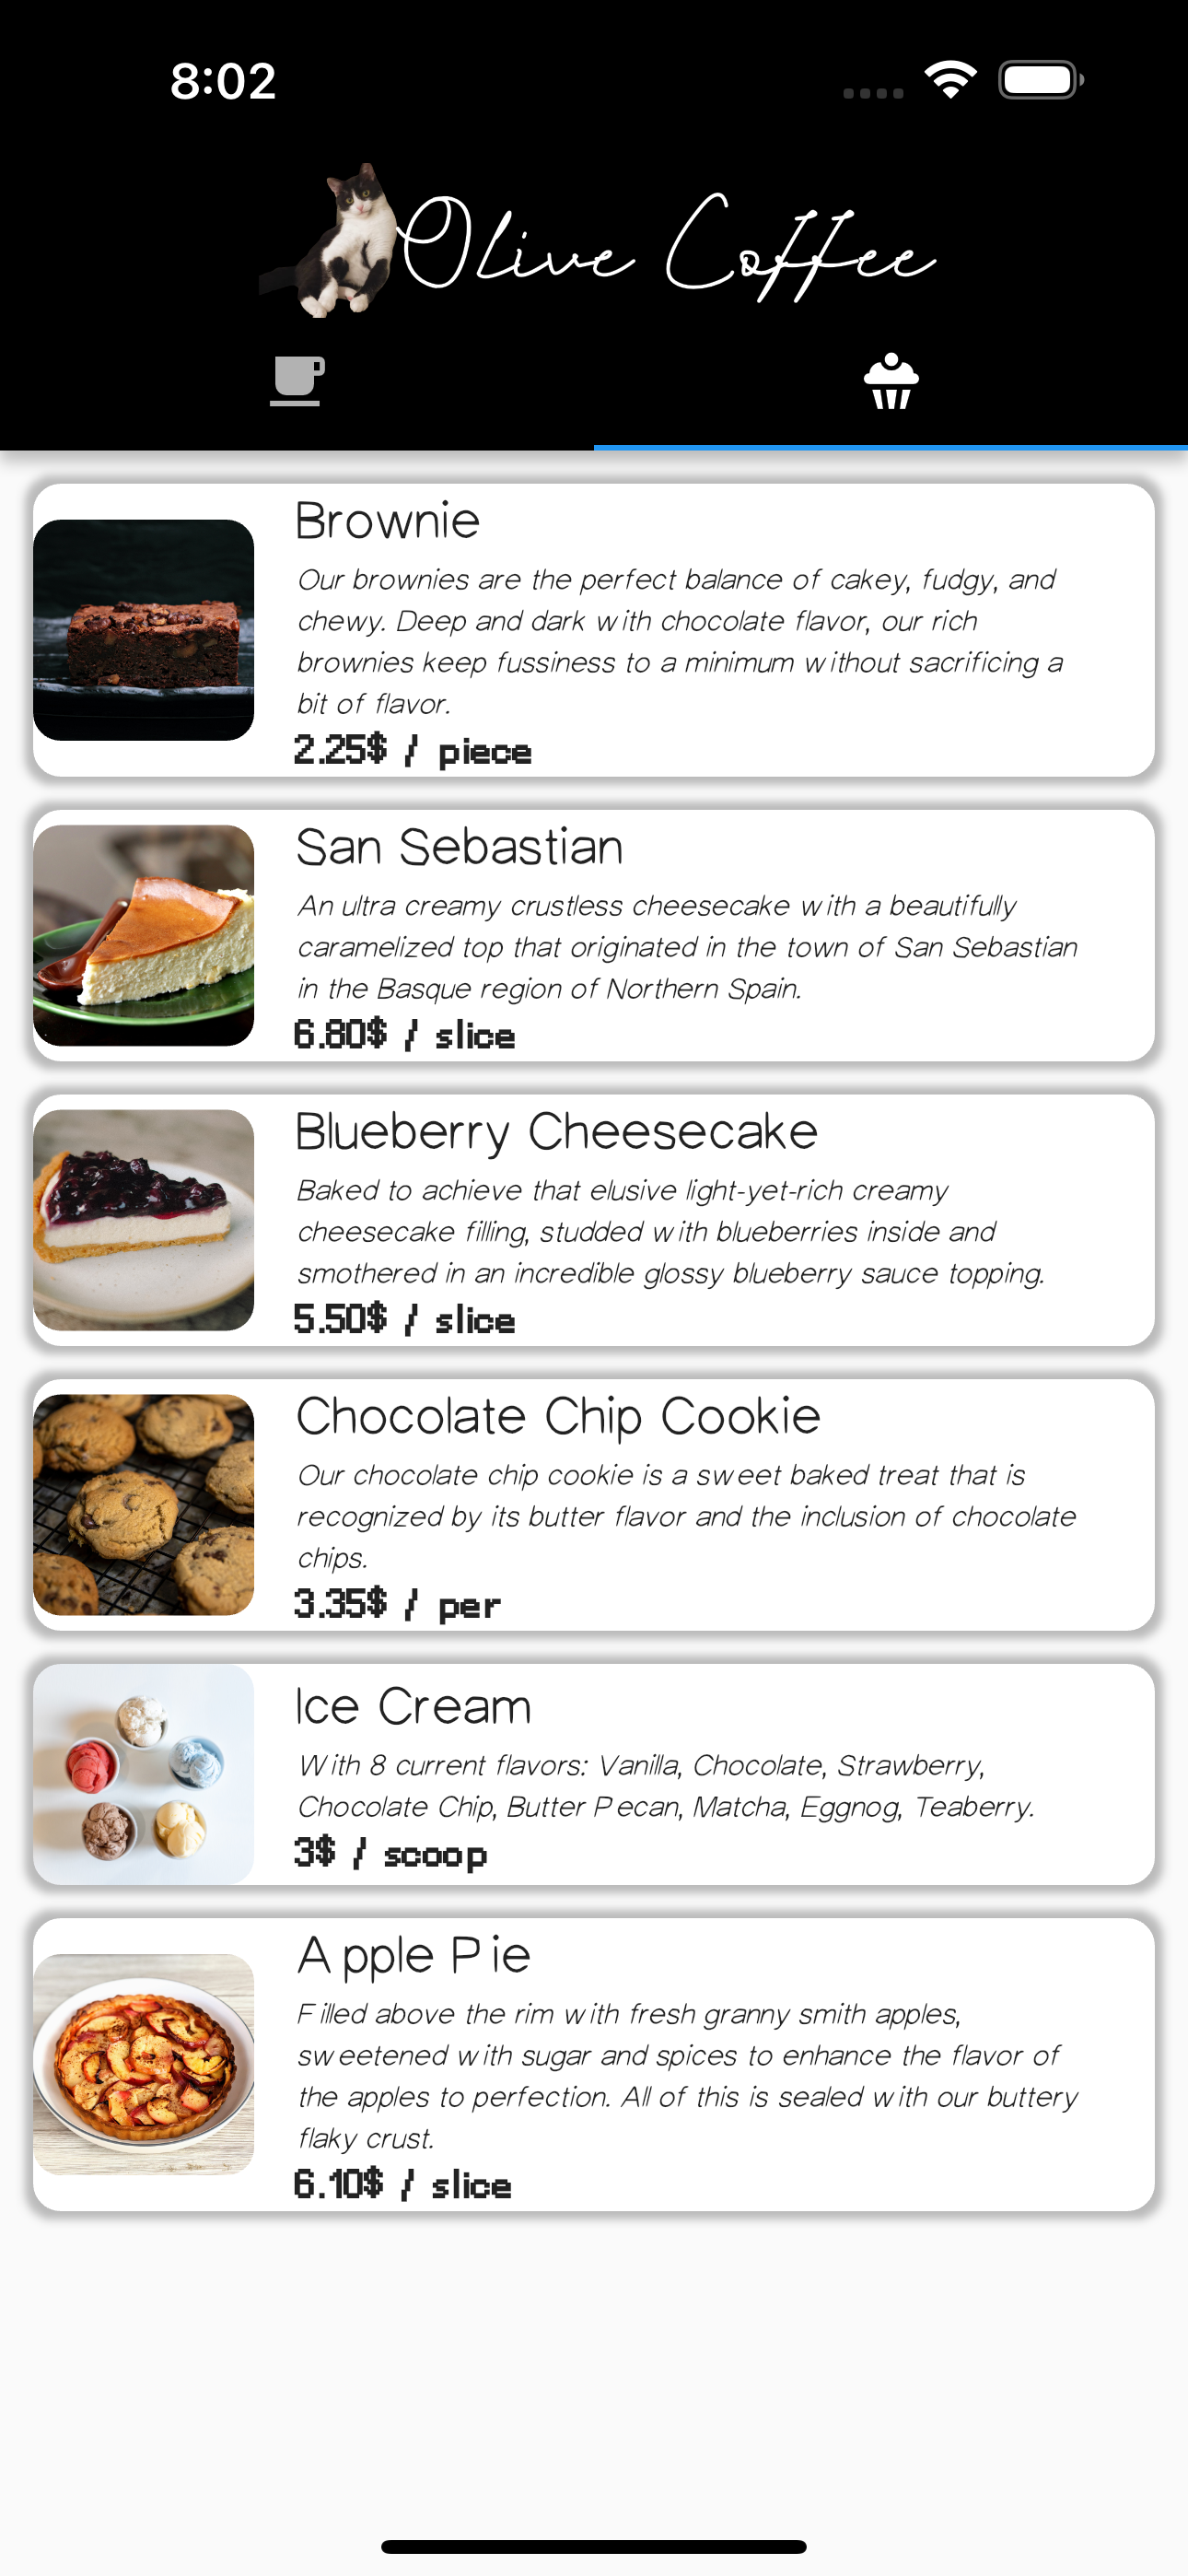 8:02
Olive Coffee
Brownie
Our brownies are the perfect balance of cakey, fudgy, and
chewy. Deep and dark with chocolate flavor, our rich
brownies keep fussiness to a minimum without sacrificing a
bit of flavor.
2.25$ / piece
San Sebastian
An ultra creamy crustless cheesecake with a beautifully
caramelized top that originated in the town of San Sebastian
in the Basque region of Northern Spain.
6.80$ / slice
Blueberry Cheesecake
Baked to achieve that elusive light-yet-rich creamy
cheesecake filling, studded with blueberries inside and
smothered in an incredible glossy blueberry sauce topping.
5.50$ / slice
Chocolate Chip Cookie
Our chocolate chip cookie is a sweet baked treat that is
recognized by its butter flavor and the inclusion of chocolate
chips.
3.35$ / per
Ice Cream
With 8 current flavors: Vanilla, Chocolate, Strawberry,
Chocolate Chip, Butter Pecan, Matcha, Eggnog, Teaberry.
3$ / scoop
Apple Pie
Filled above the rim with fresh granny smith apples,
sweetened with sugar and spices to enhance the flavor of
the apples to perfection. All of this is sealed with our buttery
flaky crust.
6.10$ / slice